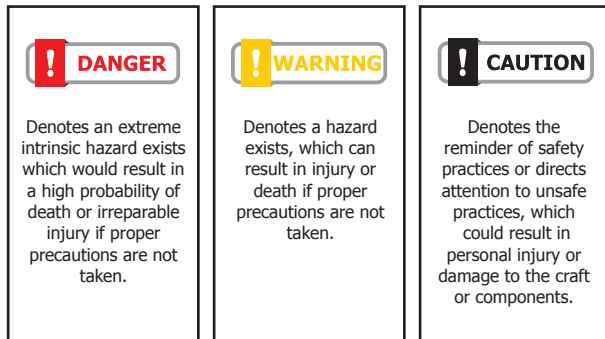 ! DANGER
Denotes an extreme
intrinsic hazard exists
which would result in
a high probability of
death or irreparable
injury if proper
precautions are not
taken.
! WARNING
Denotes a hazard
exists, which can
result in injury or
death if proper
precautions are not
taken.
! CAUTION
Denotes the
reminder of safety
practices or directs
attention to unsafe
practices, which
could result in
personal injury or
damage to the craft
or components.